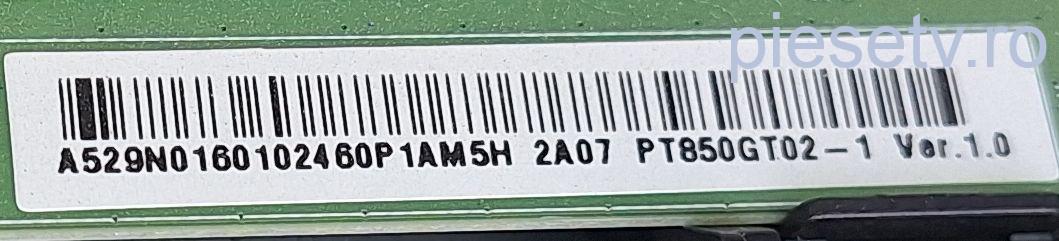 piesetv.ro
A529N0160102460P1AM5H 2A07 PT850GT02-1 Ver.1.0